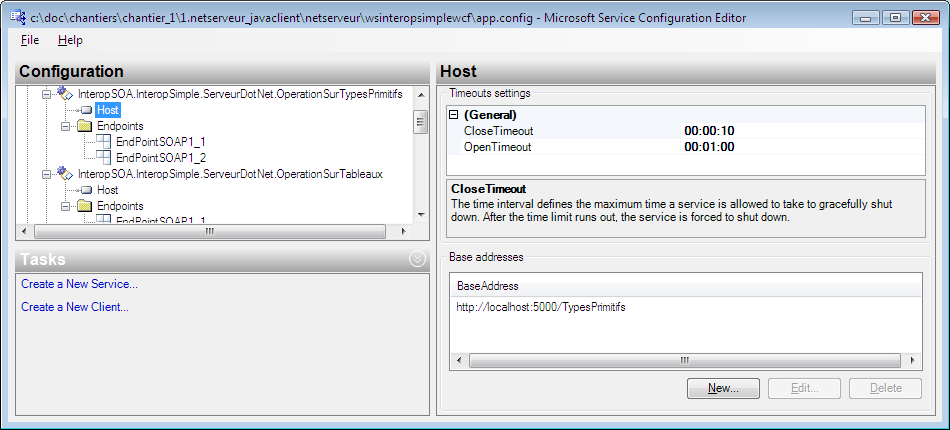 c:\doc\chantiers\chantier_1\1.netserveur_javaclient\netserveur\wsinteropsimplewcf\app.config - Microsoft Service Configuration Editor
File Help
Configuration
InteropSOA.InteropSimple.ServeurDotNet.OperationSurTypesPrimitifs
Host
Endpoints
EndPointSOAP1_1
EndPointSOAP1_2
InteropSOA.InteropSimple.ServeurDotNet.OperationSurTableaux
Host
Endpoints
EndPointSOAP1_1
Tasks
Create a New Service...
Create a New Client...
Host
Timeouts settings
(General)
CloseTimeout 00:00:10
OpenTimeout 00:01:00
CloseTimeout
The time interval defines the maximum time a service is allowed to take to gracefully shut
down. After the time limit runs out, the service is forced to shut down.
Base addresses
BaseAddress
http://localhost:5000/TypesPrimitifs
New... Edit... Delete